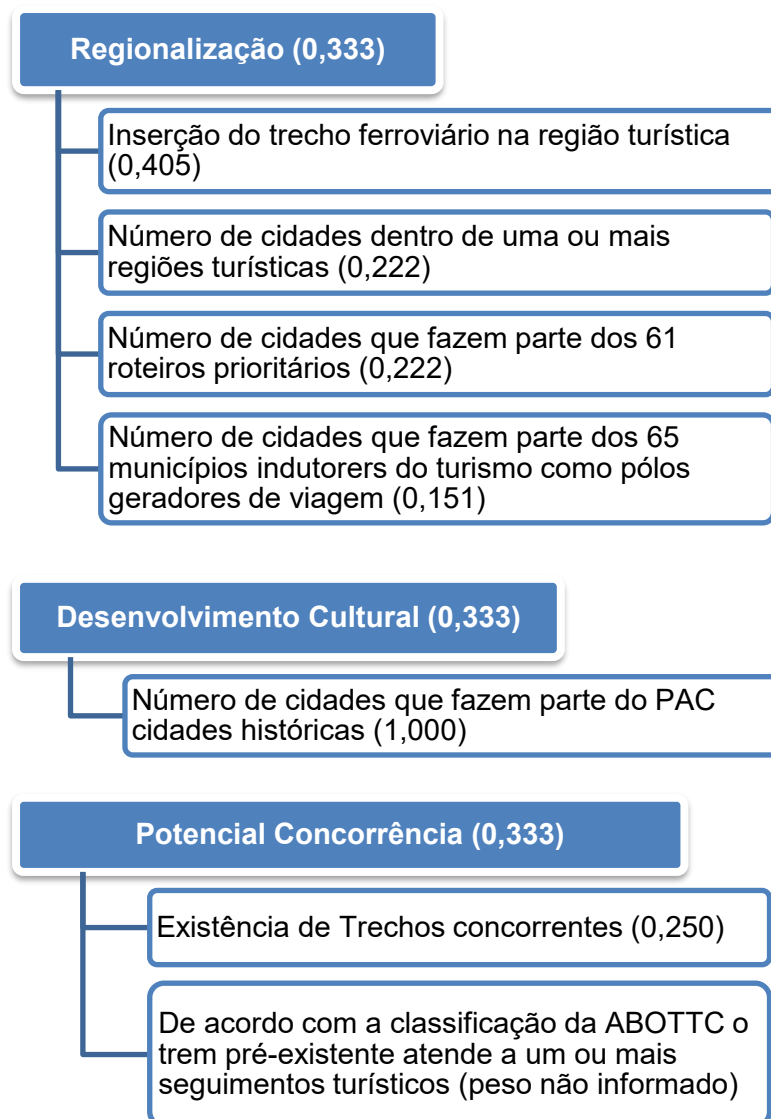 Regionalização (0,333)
Inserção do trecho ferroviário na região turística
(0,405)
Número de cidades dentro de uma ou mais
regiões turísticas (0,222)
Número de cidades que fazem parte dos 61
roteiros prioritários (0,222)
Número de cidades que fazem parte dos 65
municípios indutorers do turismo como pólos
geradores de viagem (0,151)
Desenvolvimento Cultural (0,333)
Número de cidades que fazem parte do PAC
cidades históricas (1,000)
Potencial Concorrência (0,333)
Existência de Trechos concorrentes (0,250)
De acordo com a classificação da ABOTTC o
trem pré-existente atende a um ou mais
seguimentos turísticos (peso não informado)